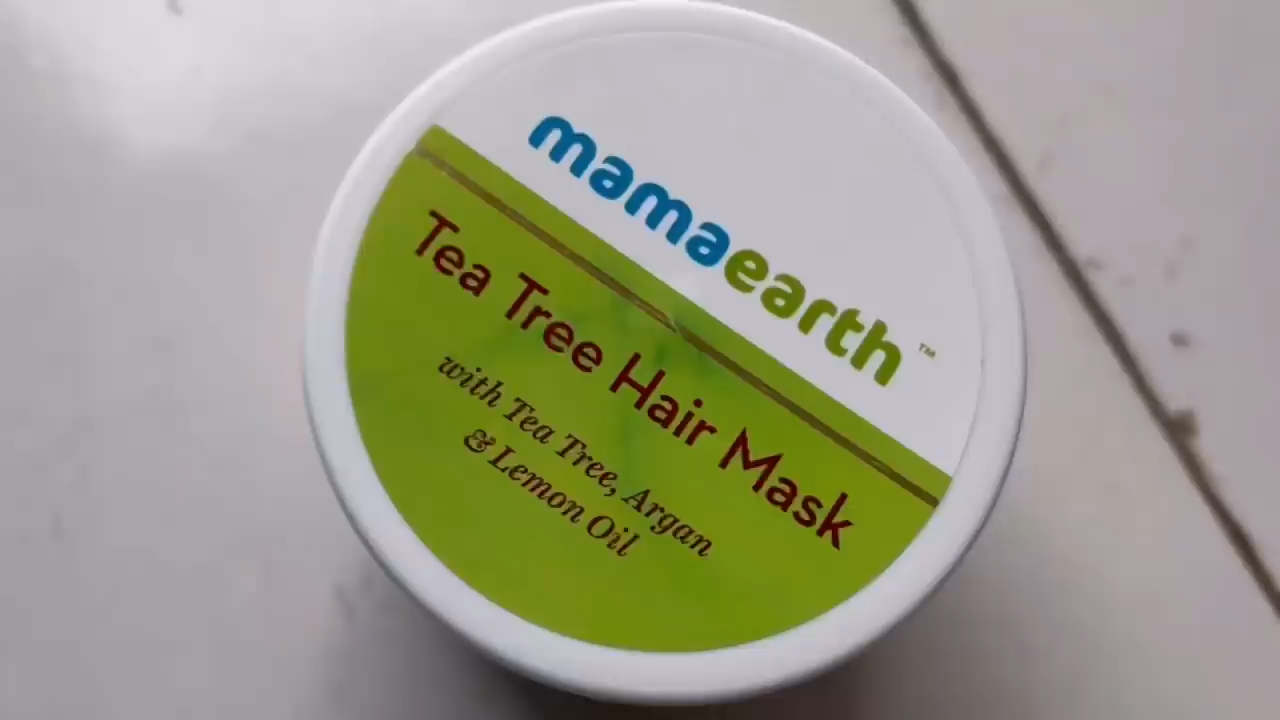 mamaearth™
Tea Tree Hair Mask
with Tea Tree, Argan
& Lemon Oil